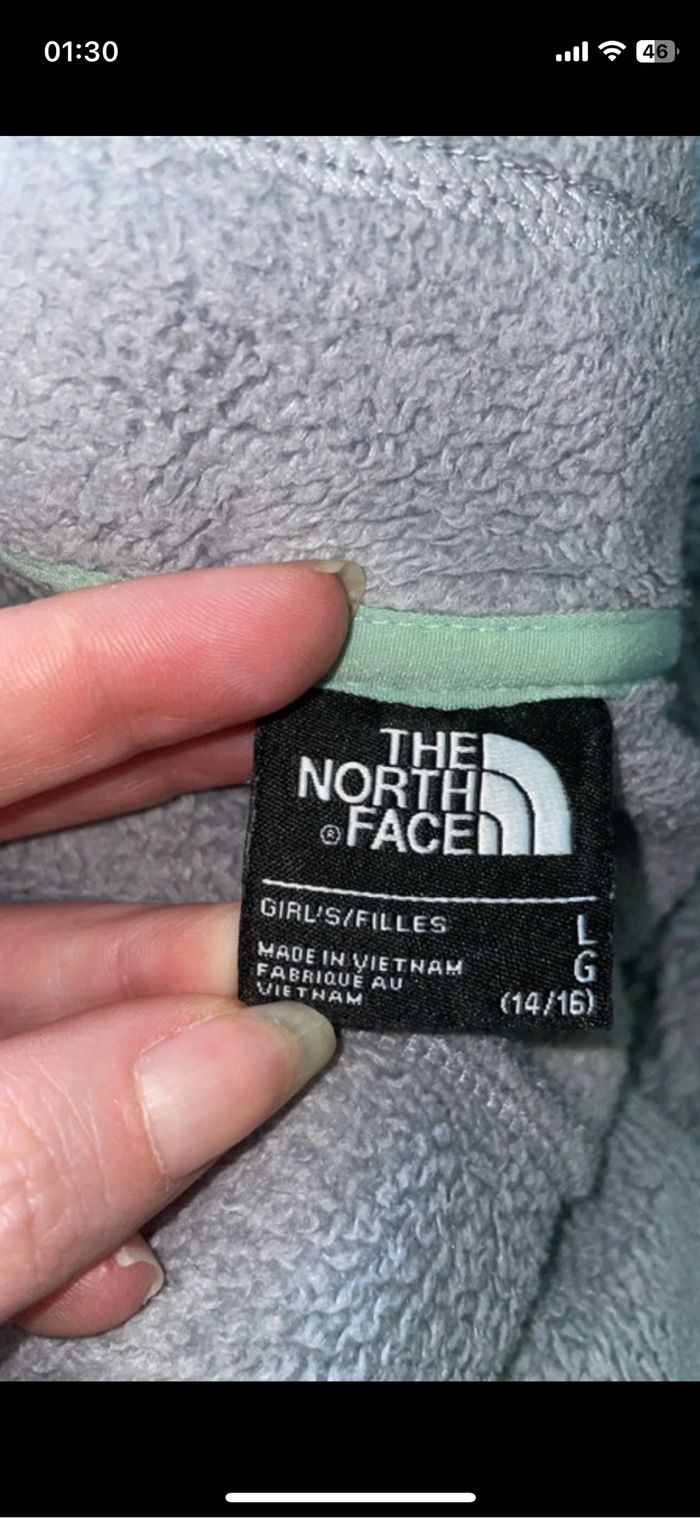 01:30
46
THE
NORTH
® FACE
GIRL'S/FILLES
L
MADE IN VIETNAM
G
FABRIQUÉ AU
VIETNAM
(14/16)